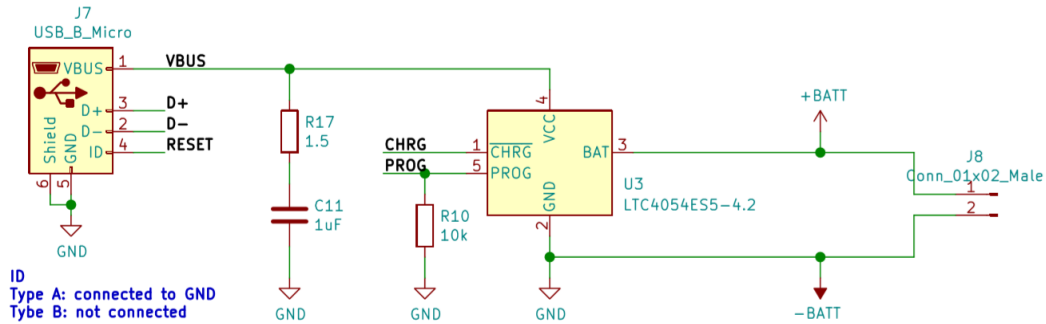 J7
USB_B_Micro
VBUS
1
VBUS
D+
3
D+
D-
2
D-
ID
4
RESET
Shield
GND
6
5
GND
ID
Type A: connected to GND
Tybe B: not connected
R17
1.5
C11
1uF
GND
CHRG
1
CHRG
PROG
5
PROG
R10
10k
GND
4
VCC
BAT
3
GND
2
U3
LTC4054ES5-4.2
GND
+BATT
-BATT
J8
Conn_01x02_Male
1
2